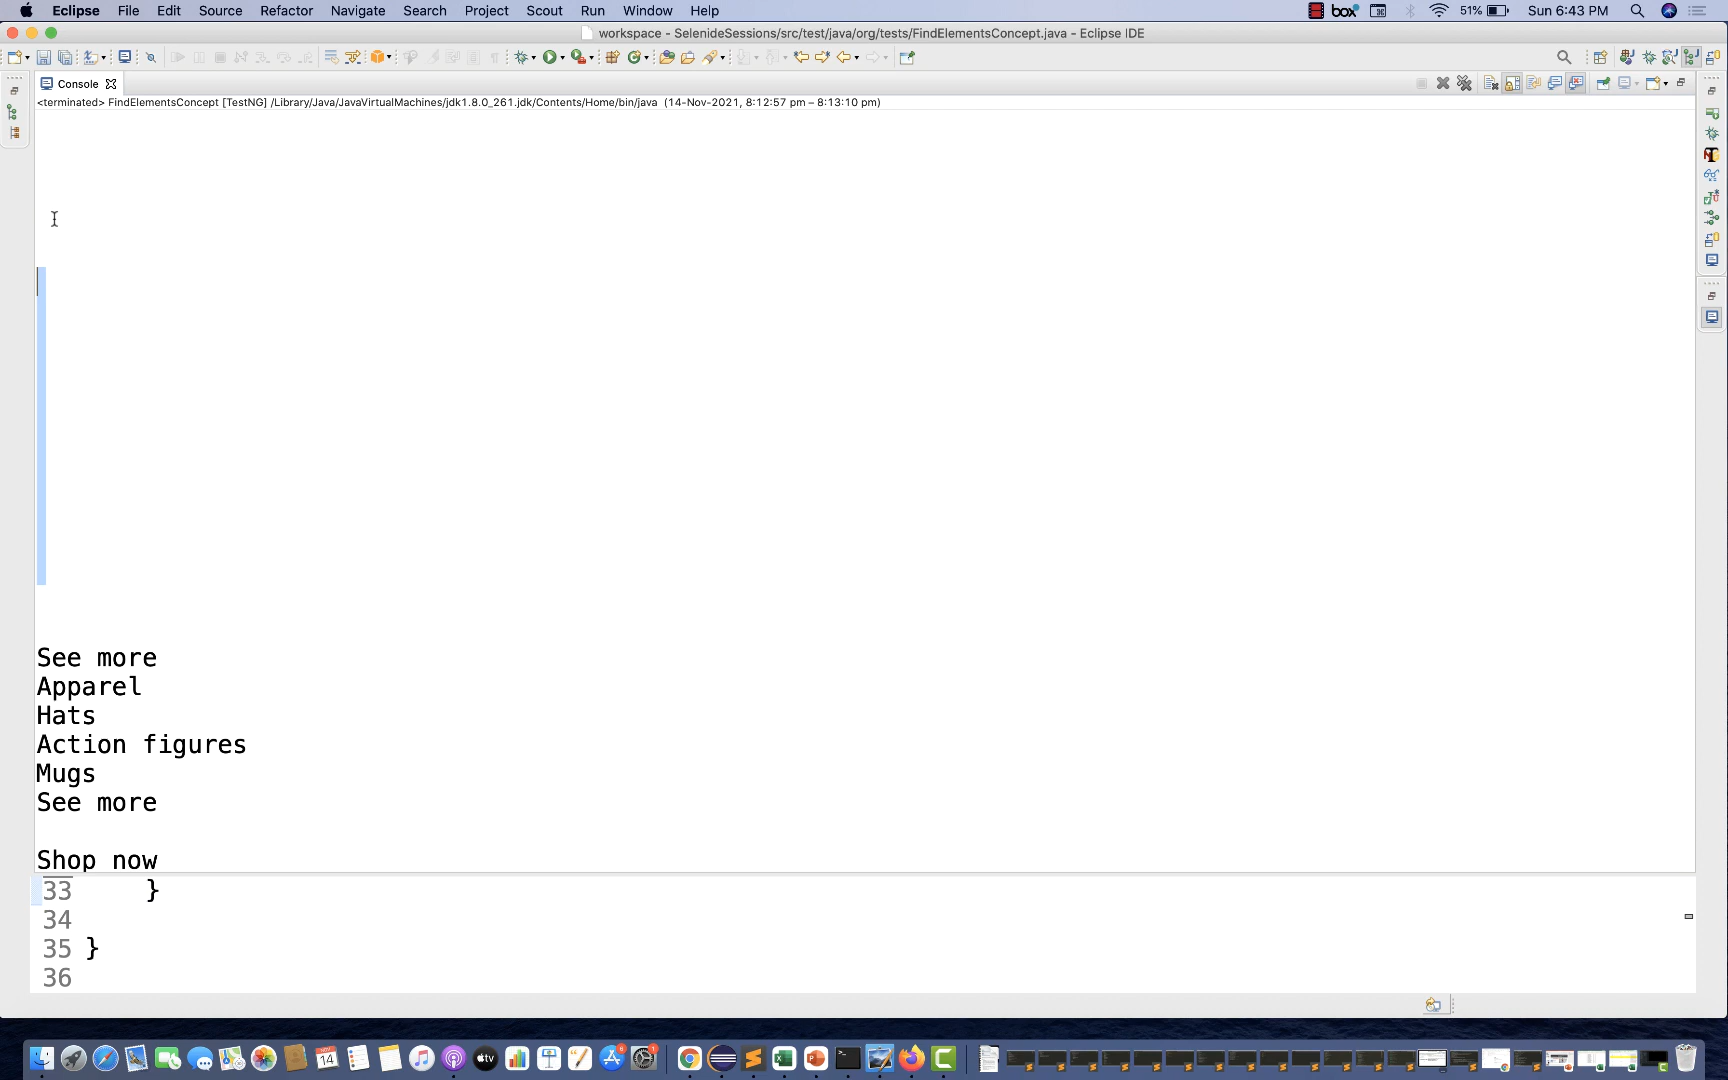 Eclipse File Edit Source Refactor Navigate Search Project Scout Run Window Help box 51% Sun 6:43 PM
workspace - SelenideSessions/src/test/java/org/tests/FindElementsConcept.java - Eclipse IDE
Console
<terminated> FindElementsConcept [TestNG] /Library/Java/JavaVirtualMachines/jdk1.8.0_261.jdk/Contents/Home/bin/java (14-Nov-2021, 8:12:57 pm – 8:13:10 pm)
See more
Apparel
Hats
Action figures
Mugs
See more
Shop now
33 }
34
35 }
36